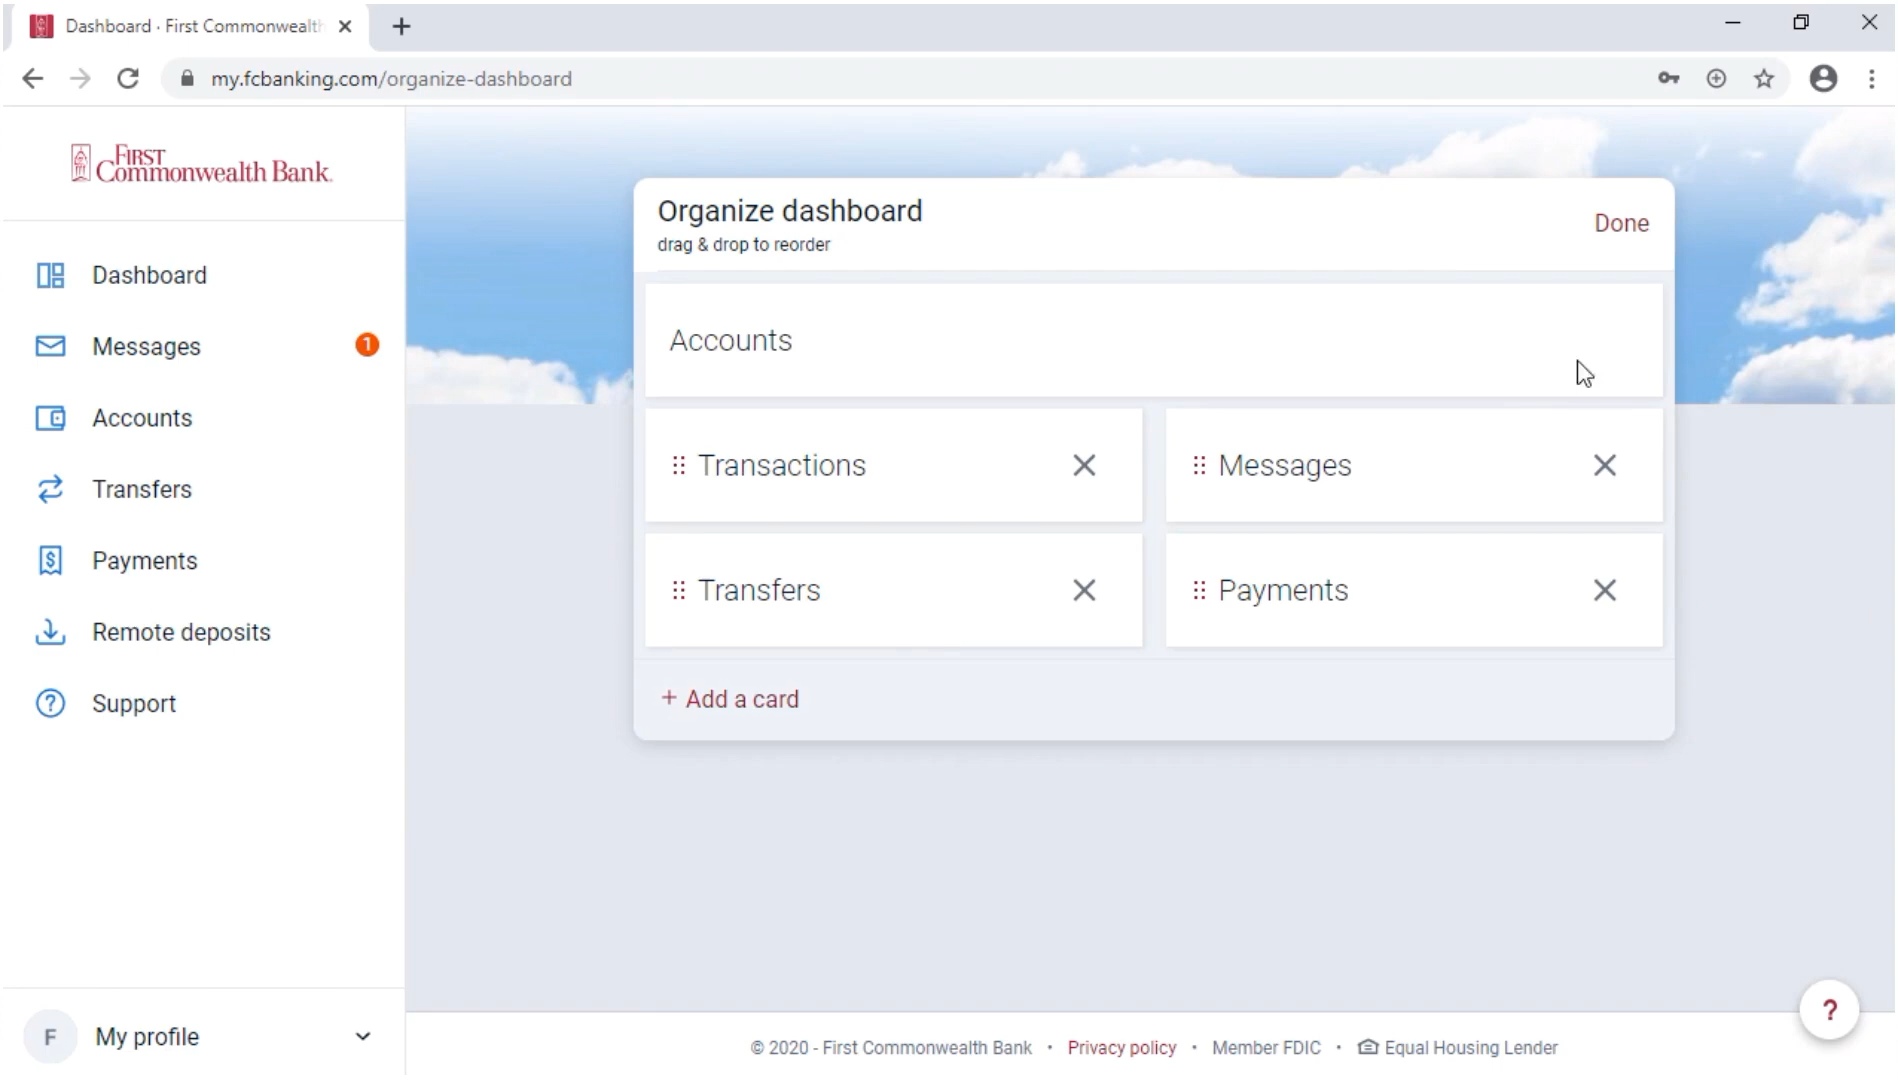 Dashboard · First Commonwealth
my.fcbanking.com/organize-dashboard
FIRST
Commonwealth Bank.
Dashboard
Messages
1
Accounts
Transfers
Payments
Remote deposits
Support
F
My profile
Organize dashboard
drag & drop to reorder
Done
Accounts
Transactions
Messages
Transfers
Payments
+ Add a card
?
© 2020 - First Commonwealth Bank • Privacy policy • Member FDIC • Equal Housing Lender